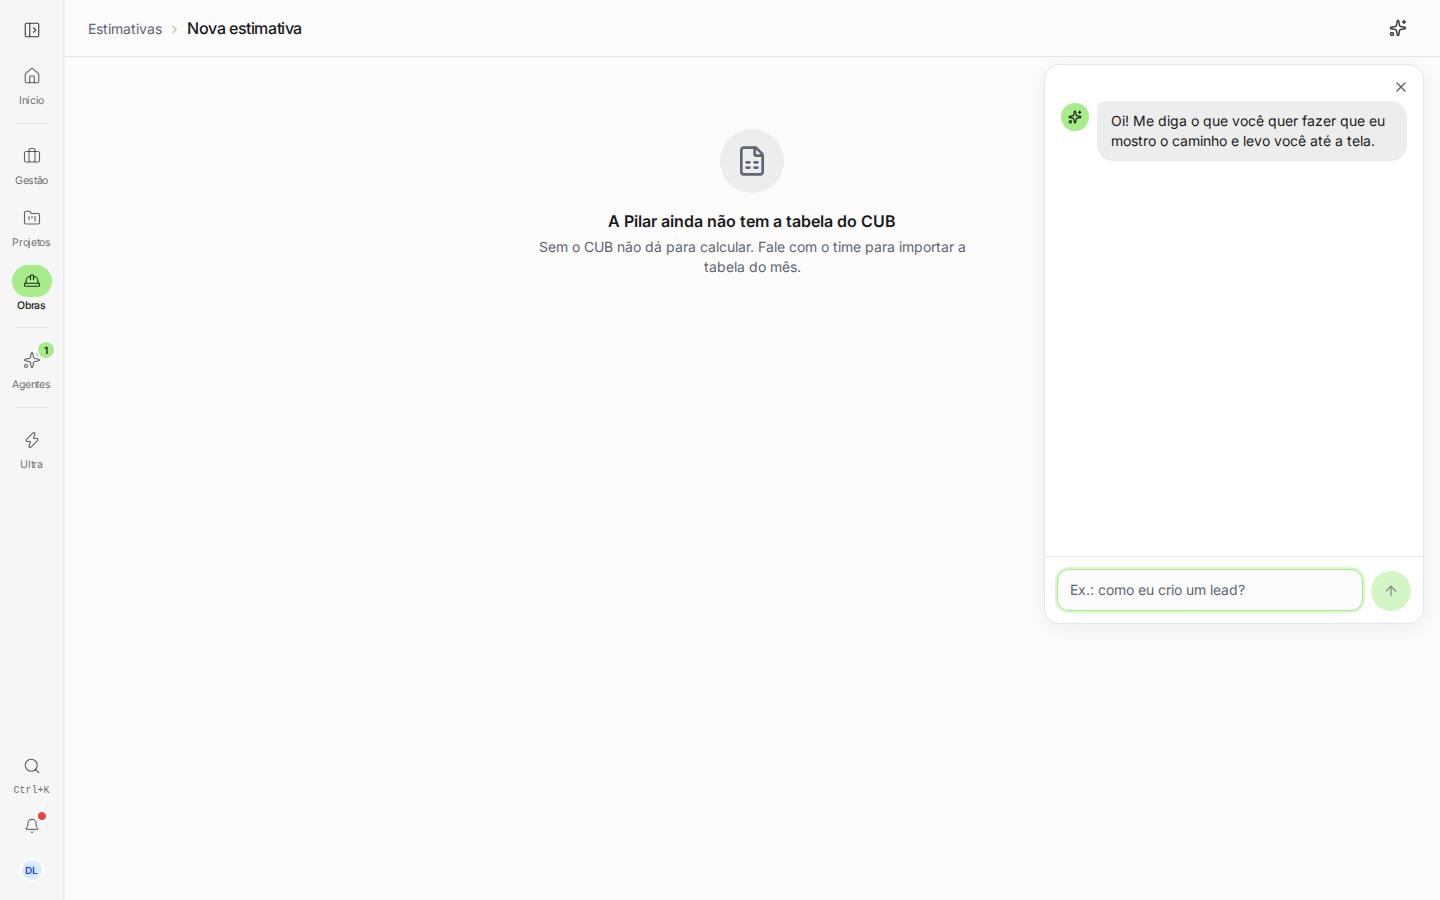 Estimativas
Nova estimativa
Início
Gestão
Projetos
Obras
1
Agentes
Ultra
Ctrl+K
DL
A Pilar ainda não tem a tabela do CUB
Sem o CUB não dá para calcular. Fale com o time para importar a
tabela do mês.
Oi! Me diga o que você quer fazer que eu
mostro o caminho e levo você até a tela.
Ex.: como eu crio um lead?